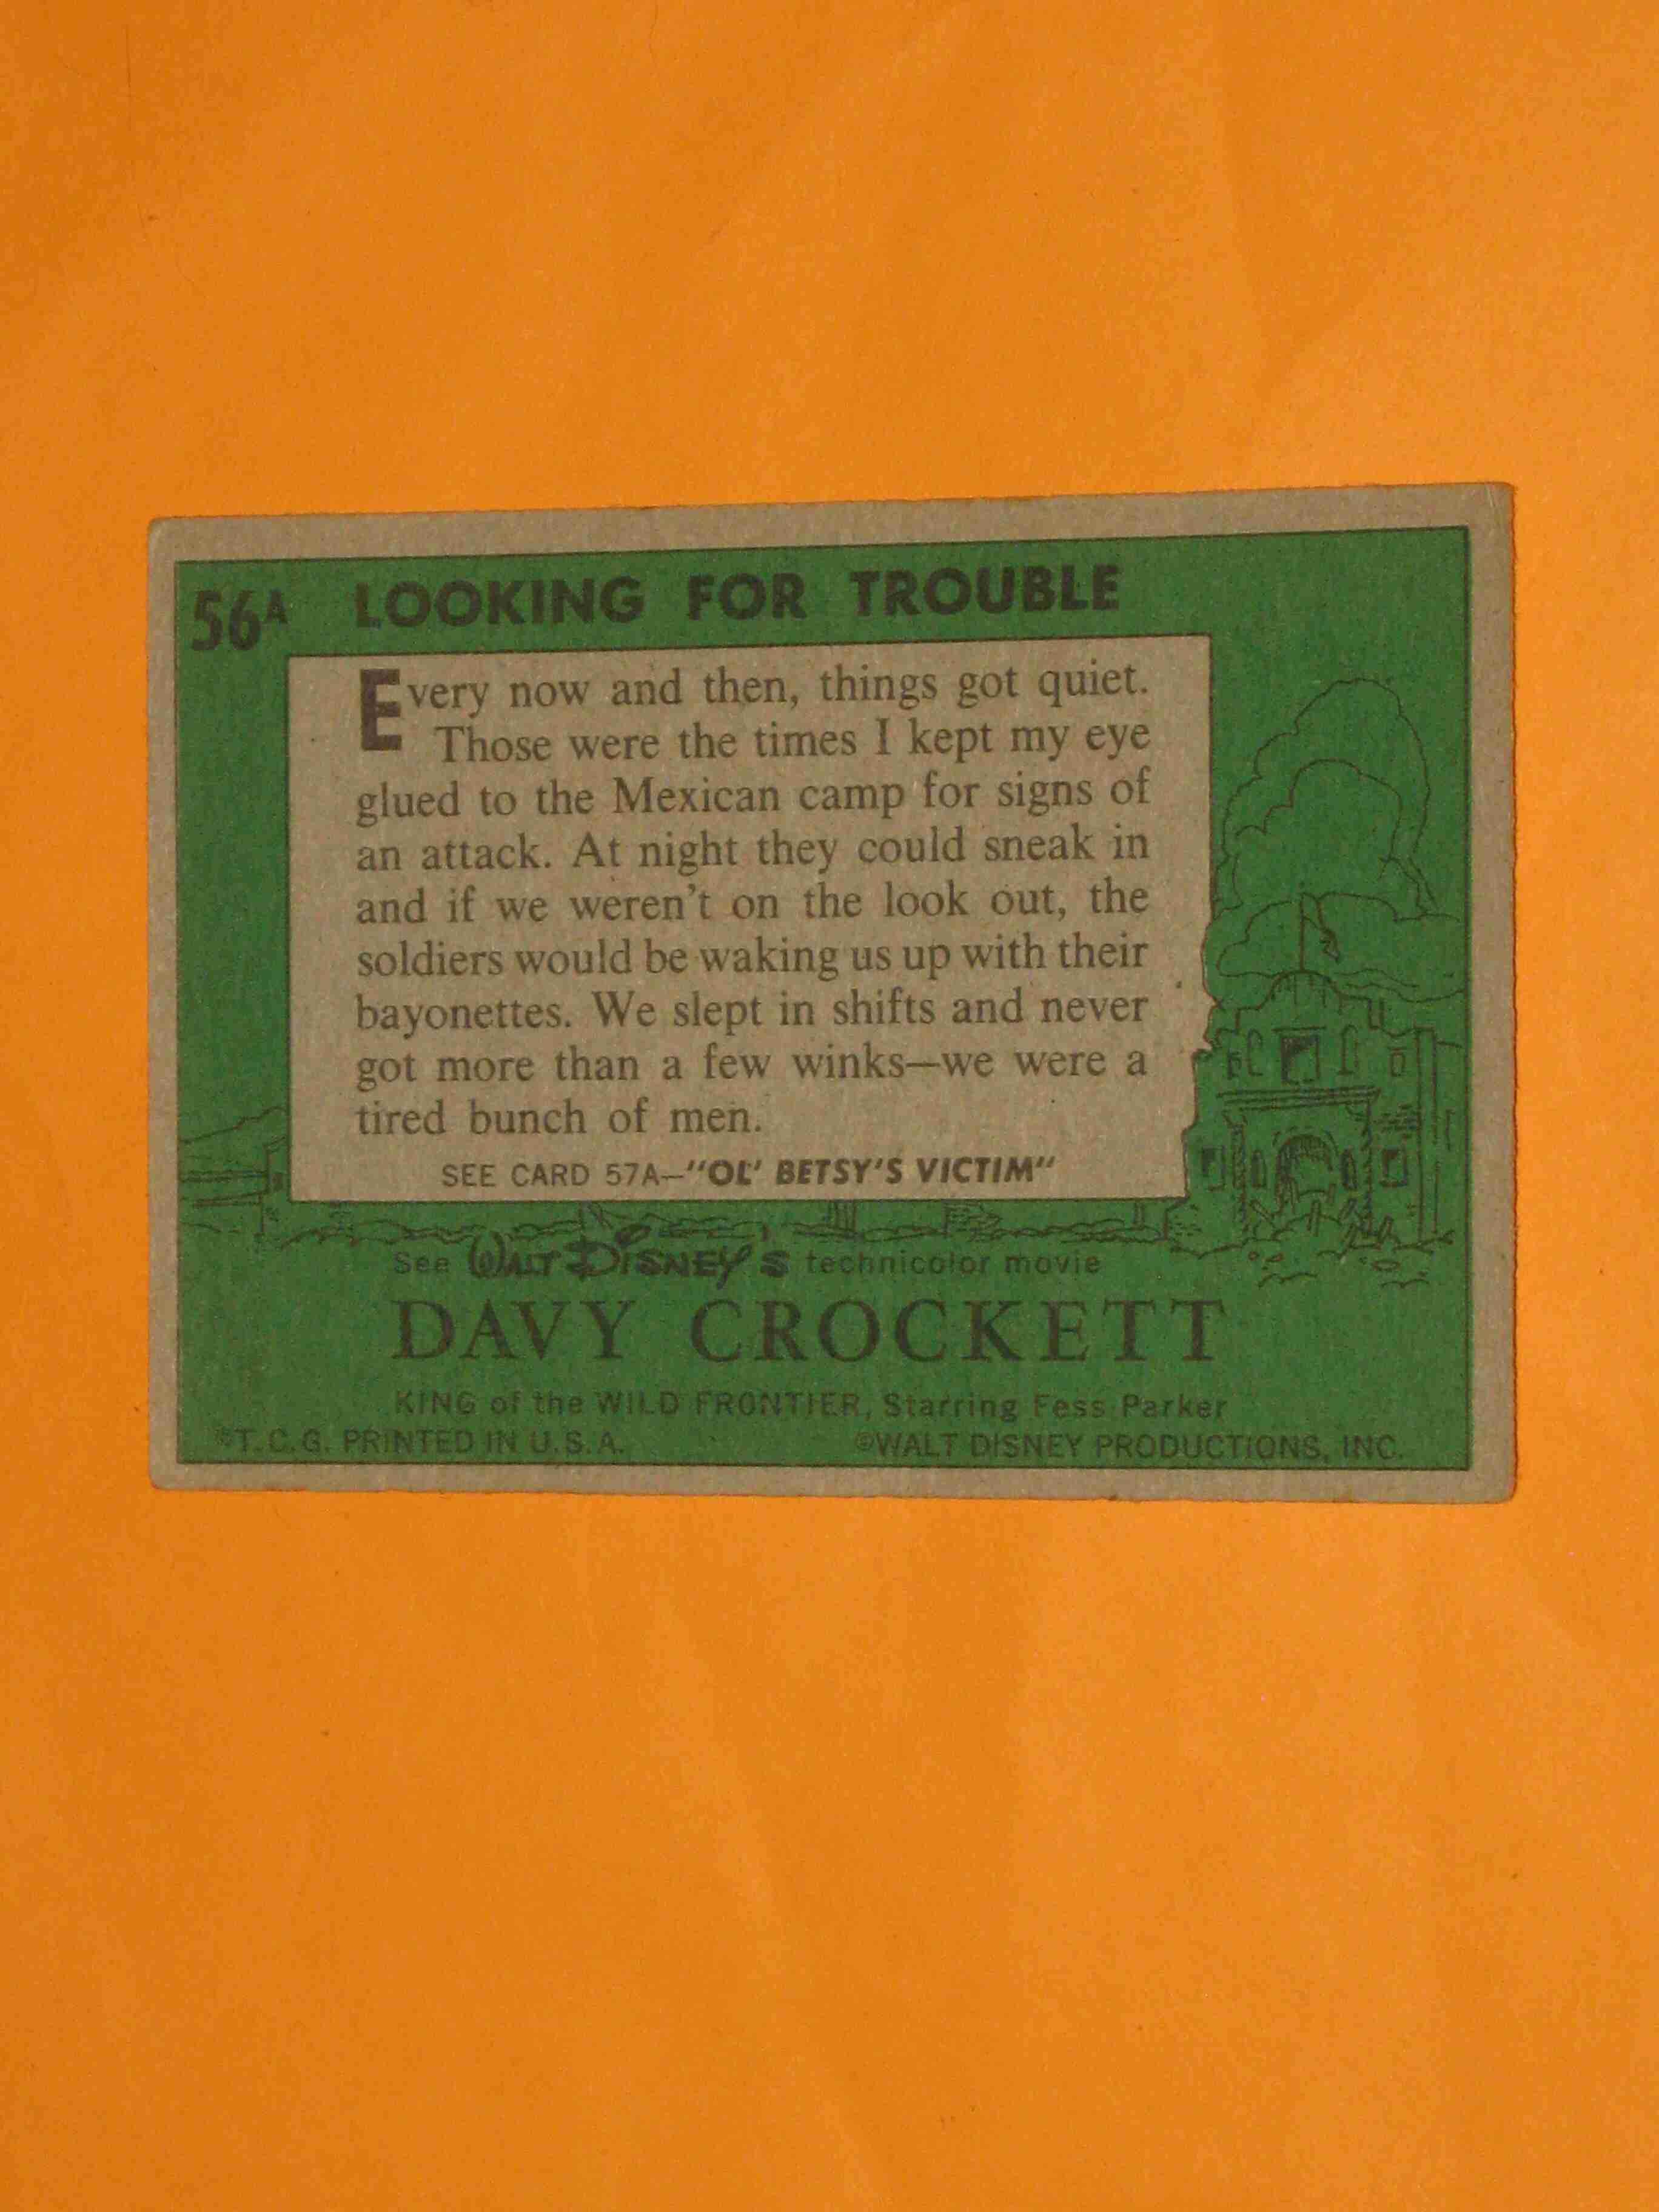 56A LOOKING FOR TROUBLE
Every now and then, things got quiet.
Those were the times I kept my eye
glued to the Mexican camp for signs of
an attack. At night they could sneak in
and if we weren't on the look out, the
soldiers would be waking us up with their
bayonettes. We slept in shifts and never
got more than a few winks—we were a
tired bunch of men.
SEE CARD 57A—"OL' BETSY'S VICTIM"
See WALT DISNEY'S technicolor movie
DAVY CROCKETT
KING of the WILD FRONTIER, Starring Fess Parker
©T.C.G. PRINTED IN U.S.A. ©WALT DISNEY PRODUCTIONS, INC.